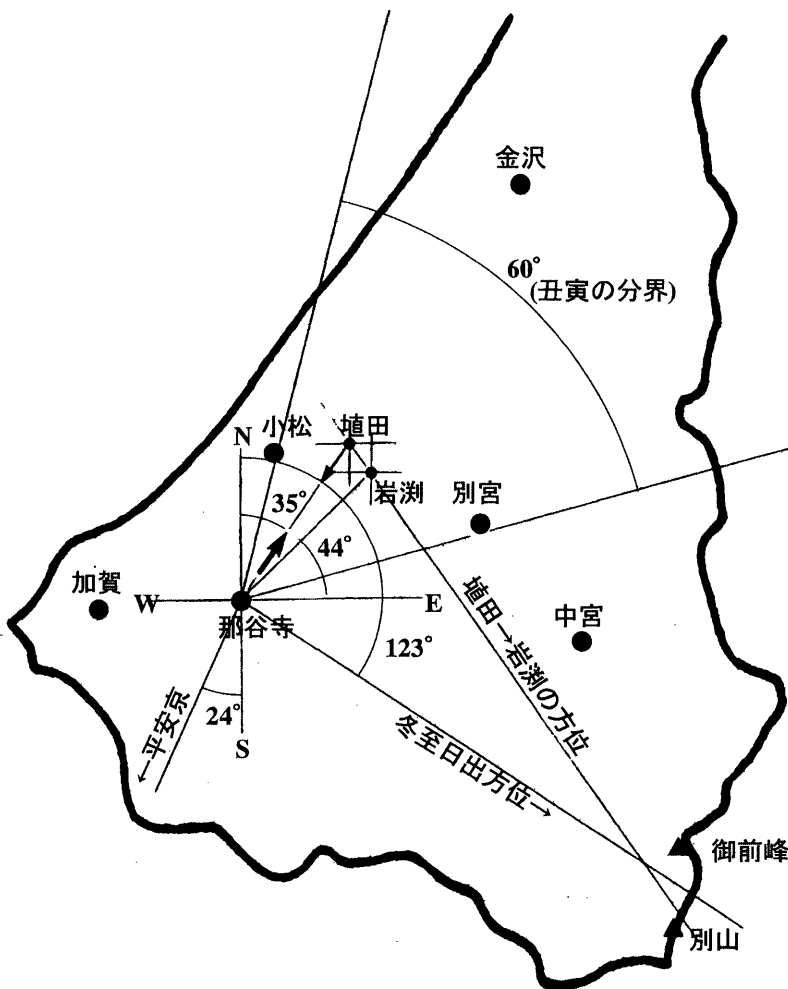 金沢
60°
(丑寅の分界)
N
小松
埴田
35°
岩渕
別宮
44°
加賀
W
E
那谷寺
中宮
123°
埴田→岩渕の方位
←平安京
24°
S
冬至日出方位→
御前峰
別山